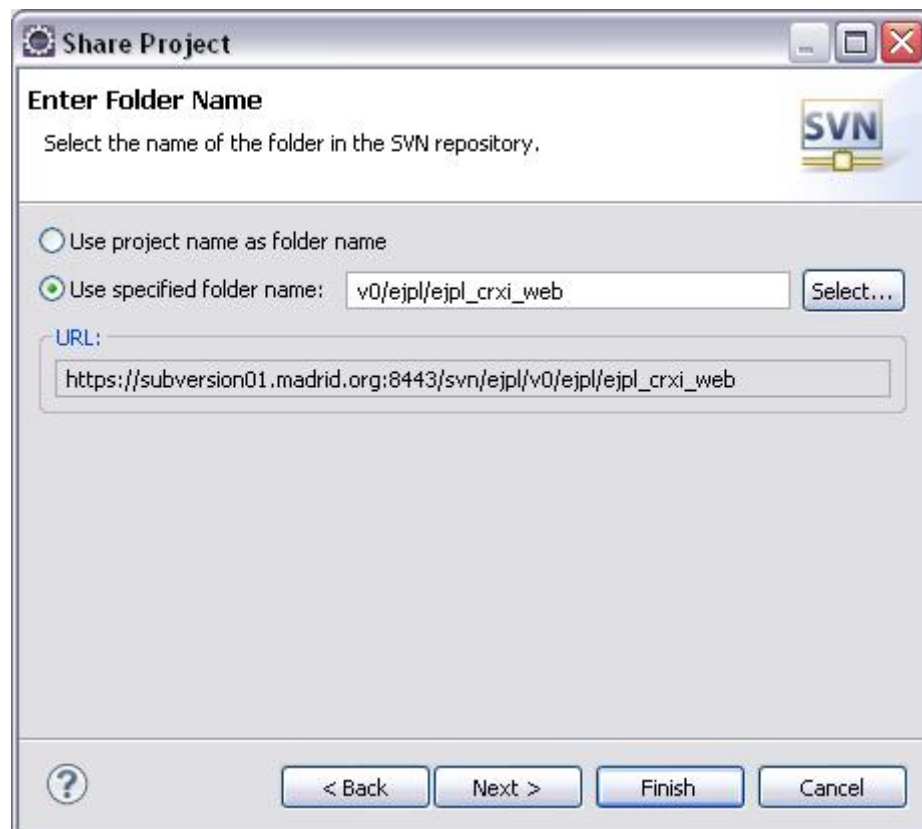 Share Project
Enter Folder Name
Select the name of the folder in the SVN repository.
SVN
Use project name as folder name
Use specified folder name: v0/ejpl/ejpl_crxi_web Select...
URL:
https://subversion01.madrid.org:8443/svn/ejpl/v0/ejpl/ejpl_crxi_web
? < Back Next > Finish Cancel